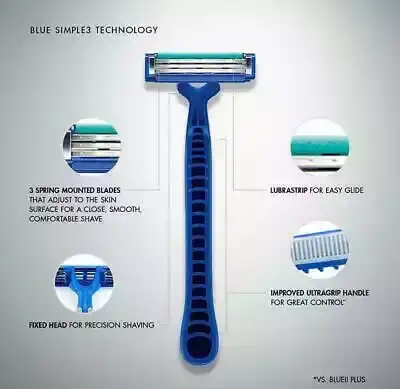 BLUE SIMPLE3 TECHNOLOGY
3 SPRING MOUNTED BLADES
THAT ADJUST TO THE SKIN
SURFACE FOR A CLOSE, SMOOTH,
COMFORTABLE SHAVE
LUBRASTRIP FOR EASY GLIDE
FIXED HEAD FOR PRECISION SHAVING
IMPROVED ULTRAGRIP HANDLE
FOR GREAT CONTROL*
*VS. BLUEII PLUS